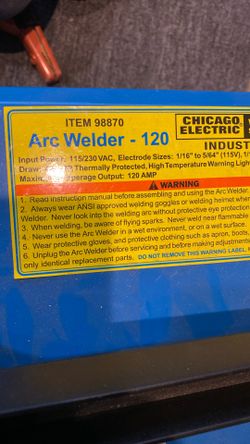 ITEM 98870
CHICAGO
ELECTRIC
Arc Welder - 120
INDUST
Input Power: 115/230 VAC, Electrode Sizes: 1/16" to 5/64" (115V), 1/
Draw: Thermally Protected, High Temperature Warning Ligh
Maxim Amperage Output: 120 AMP
WARNING
1. Read instruction manual before assembling and using the Arc Welder.
2. Always wear ANSI approved welding goggles or welding helmet whe
Welder. Never look into the welding arc without protective eye protection
3. When welding, be aware of flying sparks. Never weld near flammable
4. Never use the Arc Welder in a wet environment, or on a wet surface.
5. Wear protective gloves, and protective clothing such as apron, boots,
6. Unplug the Arc Welder before servicing and before making adjustments
only identical replacement parts. DO NOT REMOVE THIS WARNING LABEL.